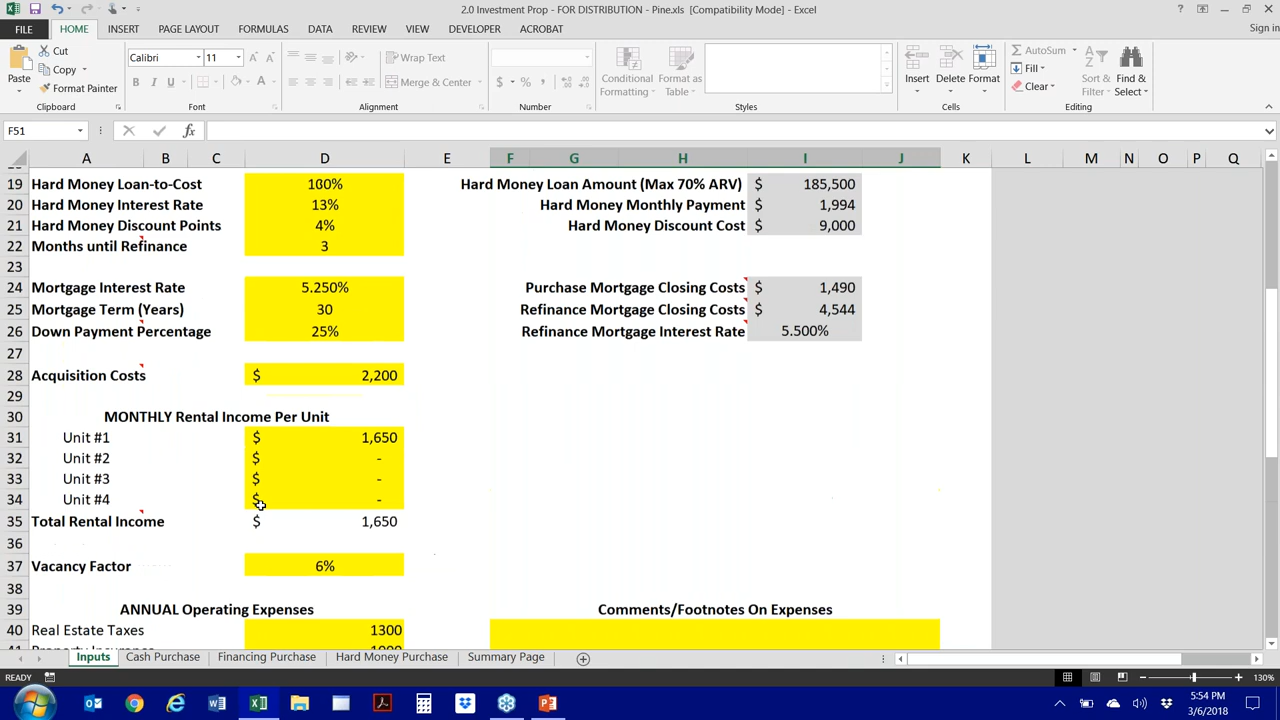 2.0 Investment Prop - FOR DISTRIBUTION - Pine.xls [Compatibility Mode] - Excel
FILE HOME INSERT PAGE LAYOUT FORMULAS DATA REVIEW VIEW DEVELOPER ACROBAT Sign in
Paste Cut Copy Format Painter
Calibri 11
B I U
Wrap Text Merge & Center
$ % ,
Conditional Formatting Format as Table
Insert Delete Format
AutoSum Fill Clear Sort & Filter Find & Select
Clipboard Font Alignment Number Styles Cells Editing
F51 fx
A B C D E F G H I J K L M N O P Q
19 Hard Money Loan-to-Cost 100% Hard Money Loan Amount (Max 70% ARV) $ 185,500
20 Hard Money Interest Rate 13% Hard Money Monthly Payment $ 1,994
21 Hard Money Discount Points 4% Hard Money Discount Cost $ 9,000
22 Months until Refinance 3
23
24 Mortgage Interest Rate 5.250% Purchase Mortgage Closing Costs $ 1,490
25 Mortgage Term (Years) 30 Refinance Mortgage Closing Costs $ 4,544
26 Down Payment Percentage 25% Refinance Mortgage Interest Rate 5.500%
27
28 Acquisition Costs $ 2,200
29
30 MONTHLY Rental Income Per Unit
31 Unit #1 $ 1,650
32 Unit #2 $ -
33 Unit #3 $ -
34 Unit #4 $ -
35 Total Rental Income $ 1,650
36
37 Vacancy Factor 6%
38
39 ANNUAL Operating Expenses Comments/Footnotes On Expenses
40 Real Estate Taxes 1300
Inputs Cash Purchase Financing Purchase Hard Money Purchase Summary Page
READY 130%
5:54 PM
3/6/2018